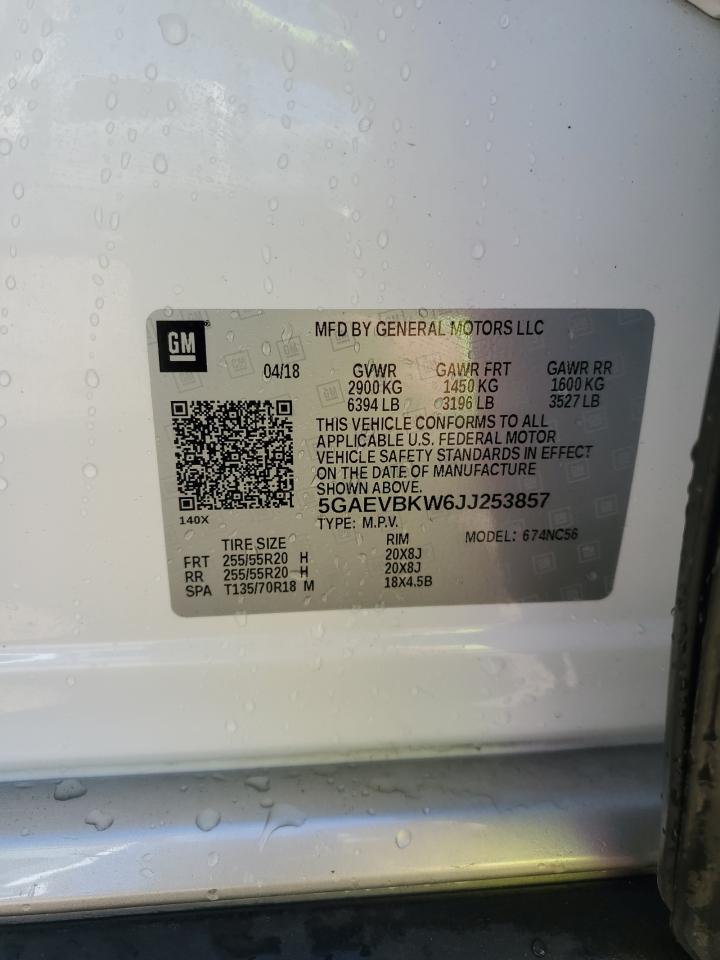 GM
MFD BY GENERAL MOTORS LLC
04/18 GVWR GAWR FRT GAWR RR
2900 KG 1450 KG 1600 KG
6394 LB 3196 LB 3527 LB
THIS VEHICLE CONFORMS TO ALL
APPLICABLE U.S. FEDERAL MOTOR
VEHICLE SAFETY STANDARDS IN EFFECT
ON THE DATE OF MANUFACTURE
SHOWN ABOVE.
5GAEVBKW6JJ253857
140X TYPE: M.P.V. MODEL: 674NC56
TIRE SIZE RIM
FRT 255/55R20 H 20X8J
RR 255/55R20 H 20X8J
SPA T135/70R18 M 18X4.5B